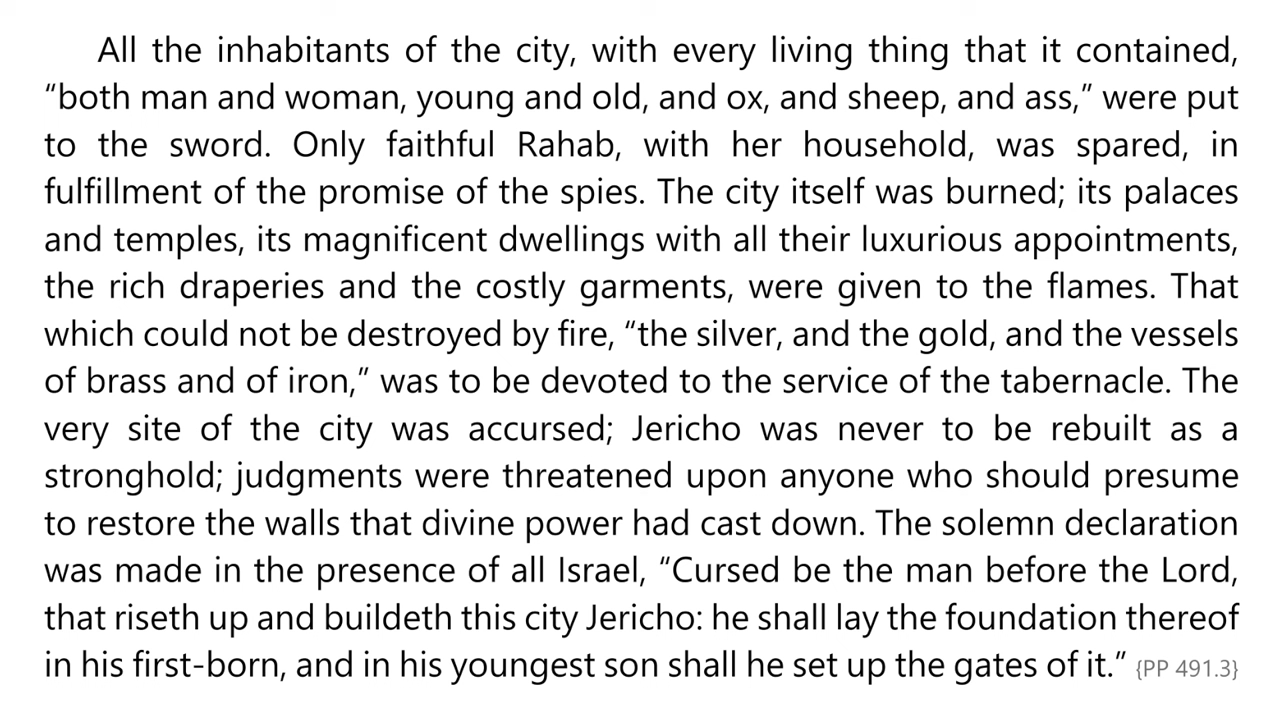 All the inhabitants of the city, with every living thing that it contained,
“both man and woman, young and old, and ox, and sheep, and ass,” were put
to the sword. Only faithful Rahab, with her household, was spared, in
fulfillment of the promise of the spies. The city itself was burned; its palaces
and temples, its magnificent dwellings with all their luxurious appointments,
the rich draperies and the costly garments, were given to the flames. That
which could not be destroyed by fire, “the silver, and the gold, and the vessels
of brass and of iron,” was to be devoted to the service of the tabernacle. The
very site of the city was accursed; Jericho was never to be rebuilt as a
stronghold; judgments were threatened upon anyone who should presume
to restore the walls that divine power had cast down. The solemn declaration
was made in the presence of all Israel, “Cursed be the man before the Lord,
that riseth up and buildeth this city Jericho: he shall lay the foundation thereof
in his first-born, and in his youngest son shall he set up the gates of it.” {PP 491.3}